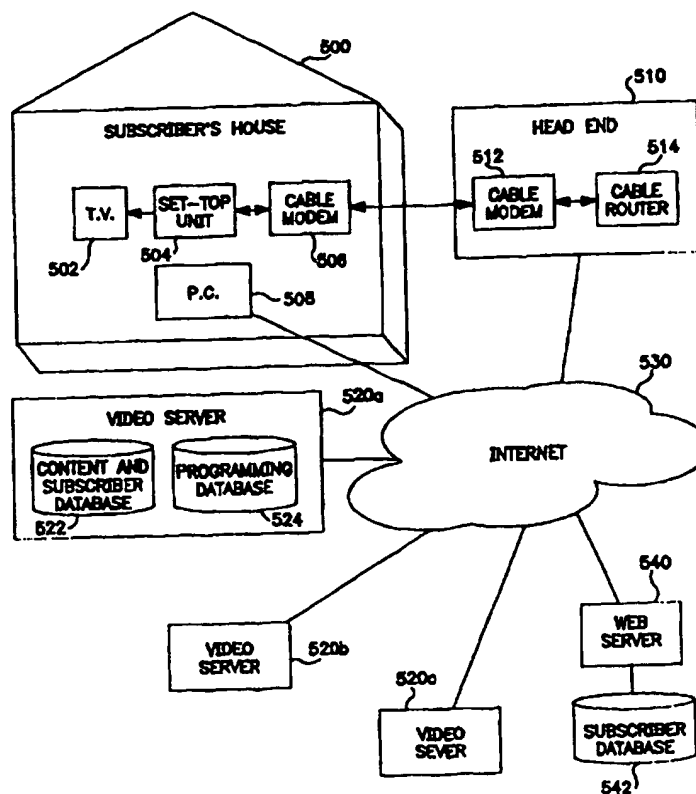 500
510
SUBSCRIBER'S HOUSE
HEAD END
512
514
T.V.
SET-TOP
UNIT
CABLE
MODEM
CABLE
MODEM
CABLE
ROUTER
502
504
506
P.C.
508
530
520a
VIDEO SERVER
INTERNET
CONTENT AND
SUBSCRIBER
DATABASE
PROGRAMMING
DATABASE
522
524
540
WEB
SERVER
VIDEO
SERVER
520b
520c
VIDEO
SEVER
SUBSCRIBER
DATABASE
542